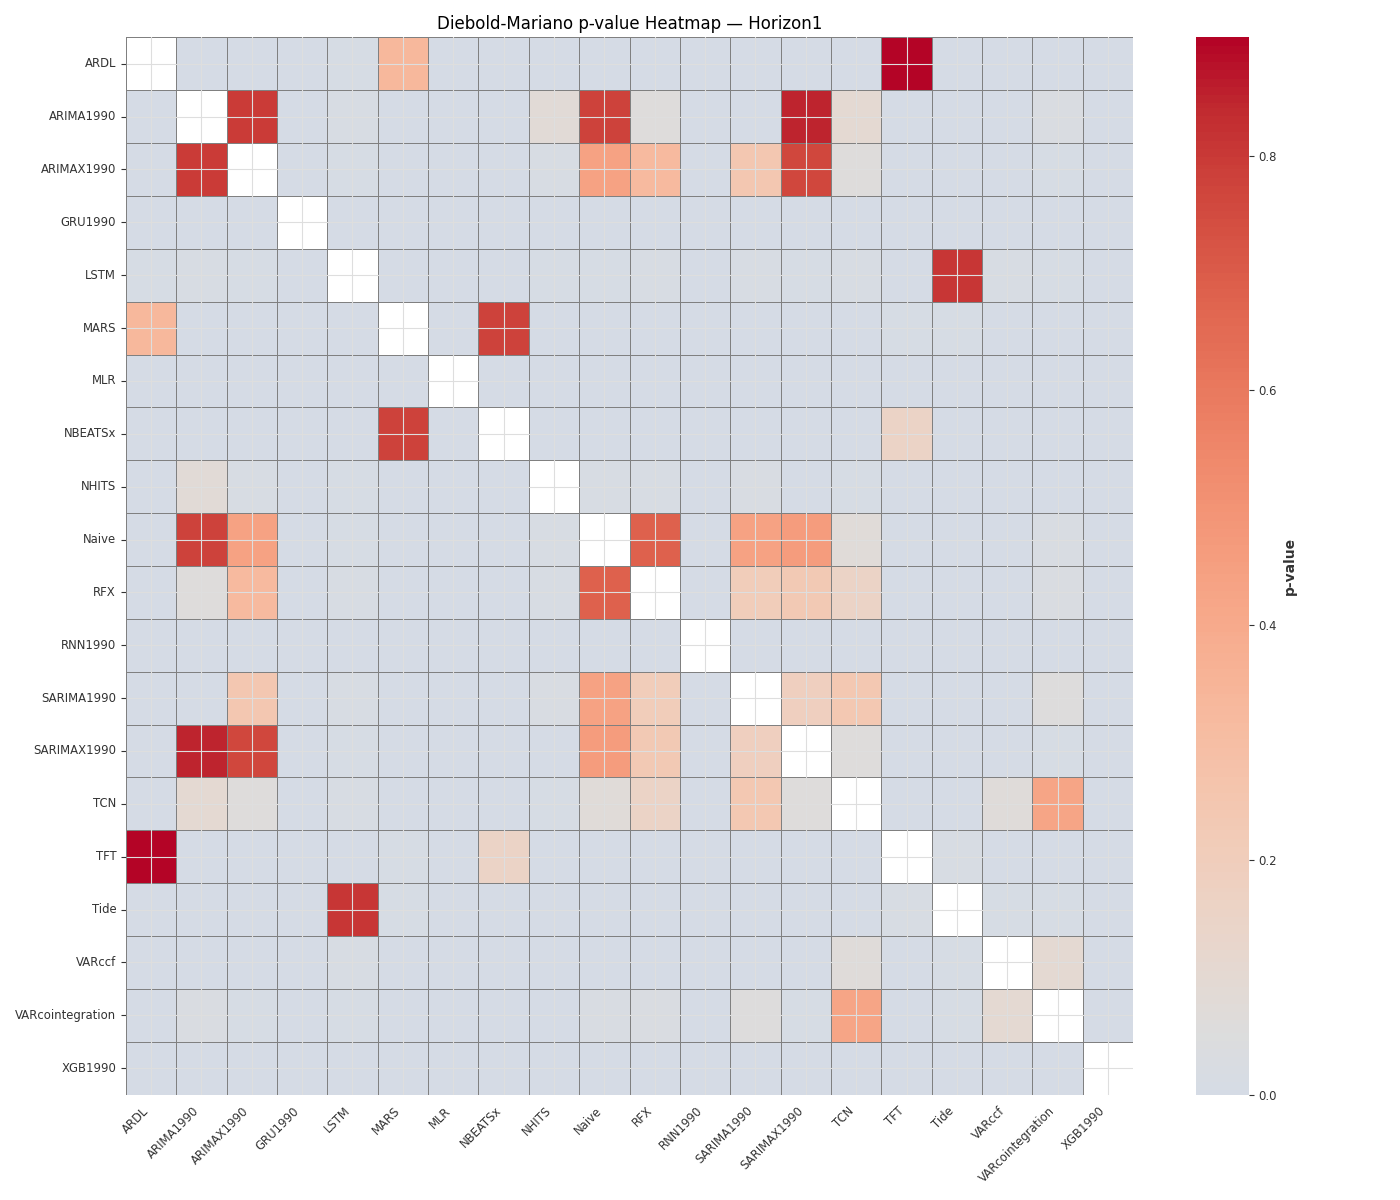 Diebold-Mariano p-value Heatmap — Horizon1
ARDL
ARIMA1990
ARIMAX1990
GRU1990
LSTM
MARS
MLR
NBEATSx
NHITS
Naive
RFX
RNN1990
SARIMA1990
SARIMAX1990
TCN
TFT
Tide
VARccf
VARcointegration
XGB1990
ARDL
ARIMA1990
ARIMAX1990
GRU1990
LSTM
MARS
MLR
NBEATSx
NHITS
Naive
RFX
RNN1990
SARIMA1990
SARIMAX1990
TCN
TFT
Tide
VARccf
VARcointegration
XGB1990
0.8
0.6
0.4
0.2
0.0
p-value